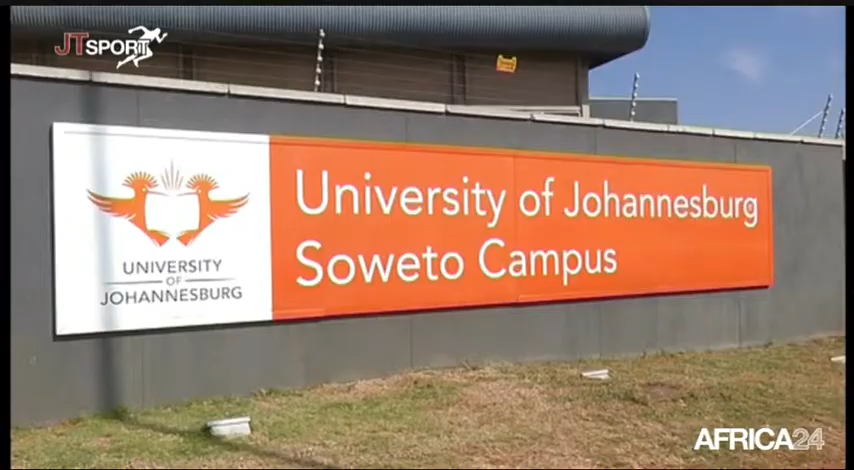 JTSPORT
University of Johannesburg
Soweto Campus
UNIVERSITY
OF
JOHANNESBURG
AFRICA24